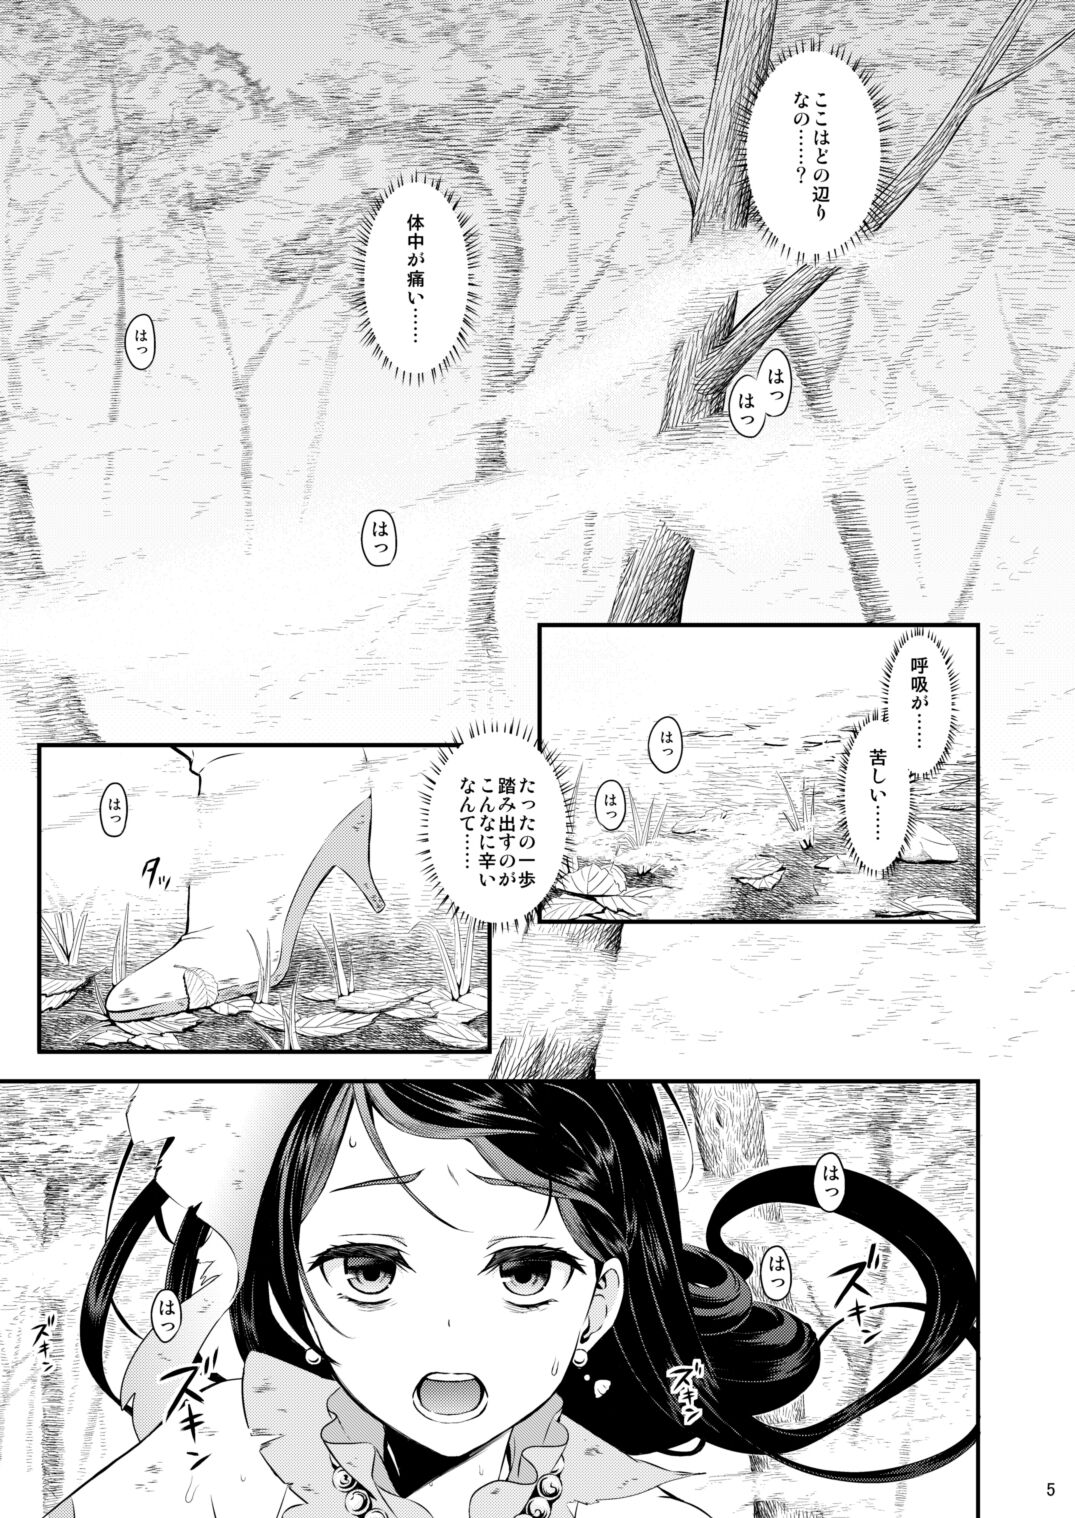 ここはどの辺り
なの……？
体中が痛い……
はっ
はっ
はっ
はっ
呼吸が……
苦しい……
はっ
はっ
たったの一歩
踏み出すのが
こんなに辛い
なんて……
はっ
ダッ
はっ
はっ
はっ
ズキン
ズキン
ズキン
ズキン
5